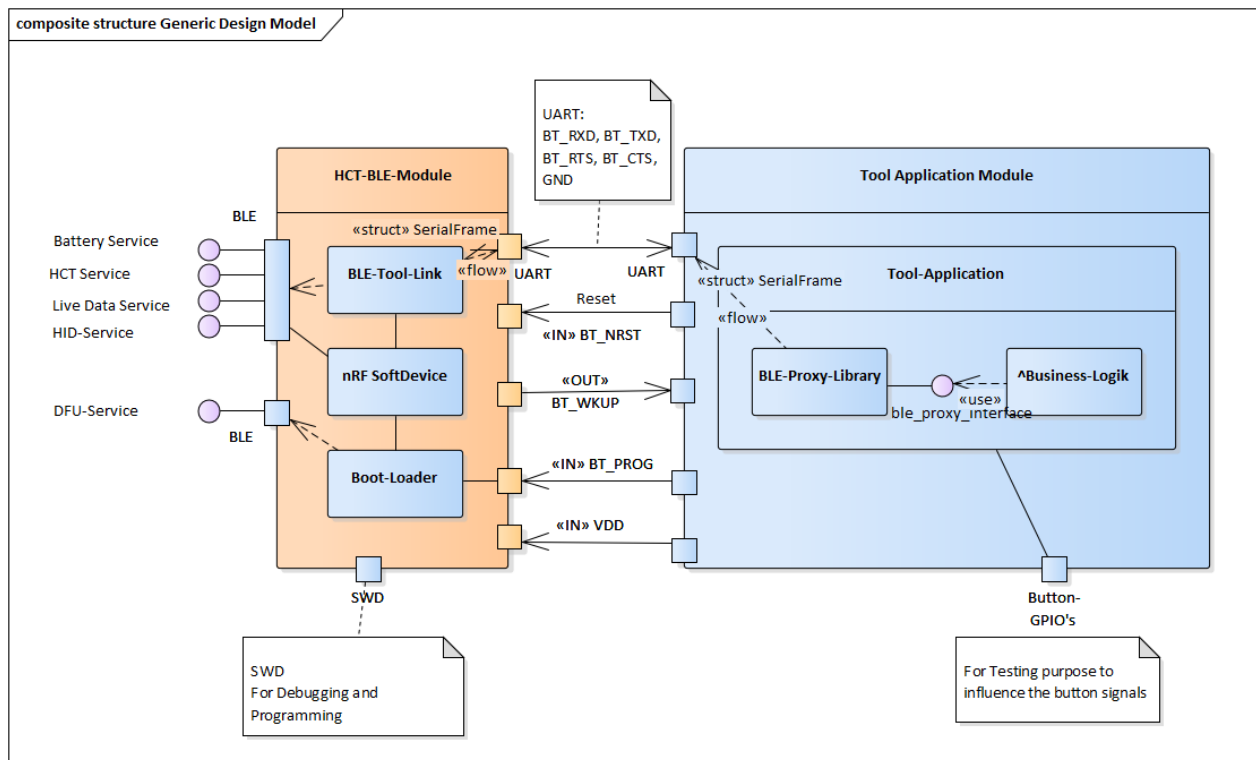 composite structure Generic Design Model
UART:
BT_RXD, BT_TXD,
BT_RTS, BT_CTS,
GND
HCT-BLE-Module
Tool Application Module
BLE
Battery Service
HCT Service
Live Data Service
HID-Service
«struct» SerialFrame
«flow»
UART
UART
BLE-Tool-Link
Tool-Application
«struct» SerialFrame
«flow»
Reset
«IN» BT_NRST
nRF SoftDevice
BLE-Proxy-Library
^Business-Logik
«use»
ble_proxy_interface
«OUT»
BT_WKUP
DFU-Service
BLE
Boot-Loader
«IN» BT_PROG
«IN» VDD
SWD
Button-
GPIO's
SWD
For Debugging and
Programming
For Testing purpose to
influence the button signals